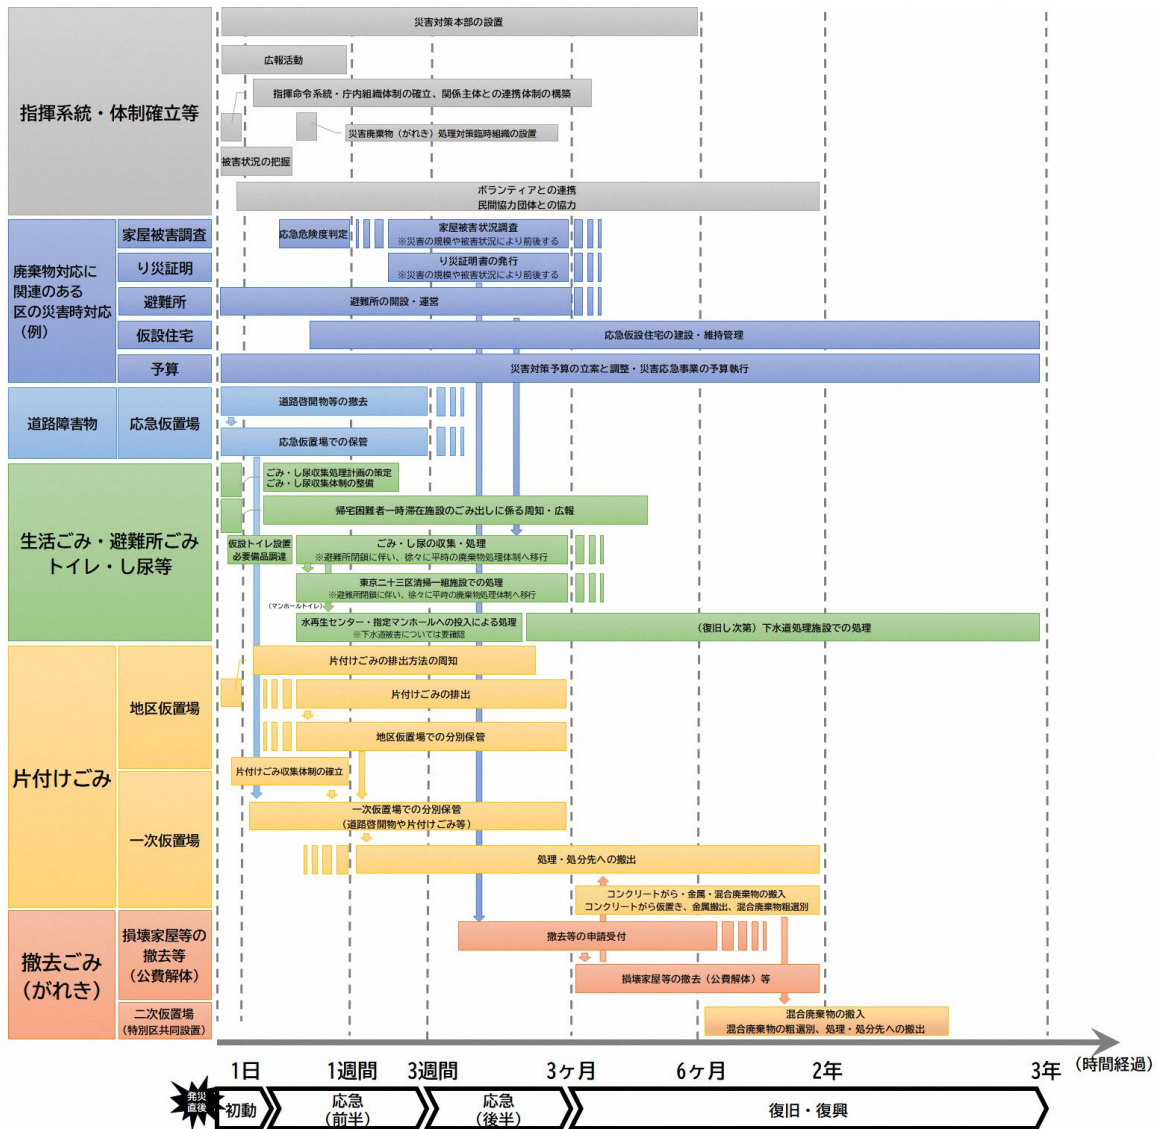 災害対策本部の設置
広報活動
指揮命令系統・庁内組織体制の確立、関係主体との連携体制の構築
指揮系統・体制確立等
災害廃棄物（がれき）処理対策臨時組織の設置
被害状況の把握
ボランティアとの連携
民間協力団体との協力
廃棄物対応に
関連のある
区の災害時対応
（例）
家屋被害調査
応急危険度判定
家屋被害状況調査
※災害の規模や被害状況により前後する
り災証明
り災証明書の発行
※災害の規模や被害状況により前後する
避難所
避難所の開設・運営
仮設住宅
応急仮設住宅の建設・維持管理
予算
災害対策予算の立案と調整・災害応急事業の予算執行
道路障害物
応急仮置場
道路啓開物等の撤去
応急仮置場での保管
生活ごみ・避難所ごみ
トイレ・し尿等
ごみ・し尿収集処理計画の策定
ごみ・し尿収集体制の整備
帰宅困難者一時滞在施設のごみ出しに係る周知・広報
仮設トイレ設置
必要備品調達
ごみ・し尿の収集・処理
※避難所閉鎖に伴い、徐々に平時の廃棄物処理体制へ移行
東京二十三区清掃一組施設での処理
※避難所閉鎖に伴い、徐々に平時の廃棄物処理体制へ移行
（マンホールトイレ）
水再生センター・指定マンホールへの投入による処理
※下水道被害については要確認
（復旧し次第）下水道処理施設での処理
片付けごみ
地区仮置場
片付けごみの排出方法の周知
片付けごみの排出
地区仮置場での分別保管
片付けごみ収集体制の確立
一次仮置場
一次仮置場での分別保管
（道路啓開物や片付けごみ等）
処理・処分先への搬出
コンクリートがら・金属・混合廃棄物の搬入
コンクリートがら仮置き、金属搬出、混合廃棄物粗選別
撤去ごみ
（がれき）
損壊家屋等の
撤去等
（公費解体）
撤去等の申請受付
損壊家屋等の撤去（公費解体）等
二次仮置場
（特別区共同設置）
混合廃棄物の搬入
混合廃棄物の粗選別、処理・処分先への搬出
1日
1週間
3週間
3ヶ月
6ヶ月
2年
3年
（時間経過）
発災
直後
初動
応急
（前半）
応急
（後半）
復旧・復興